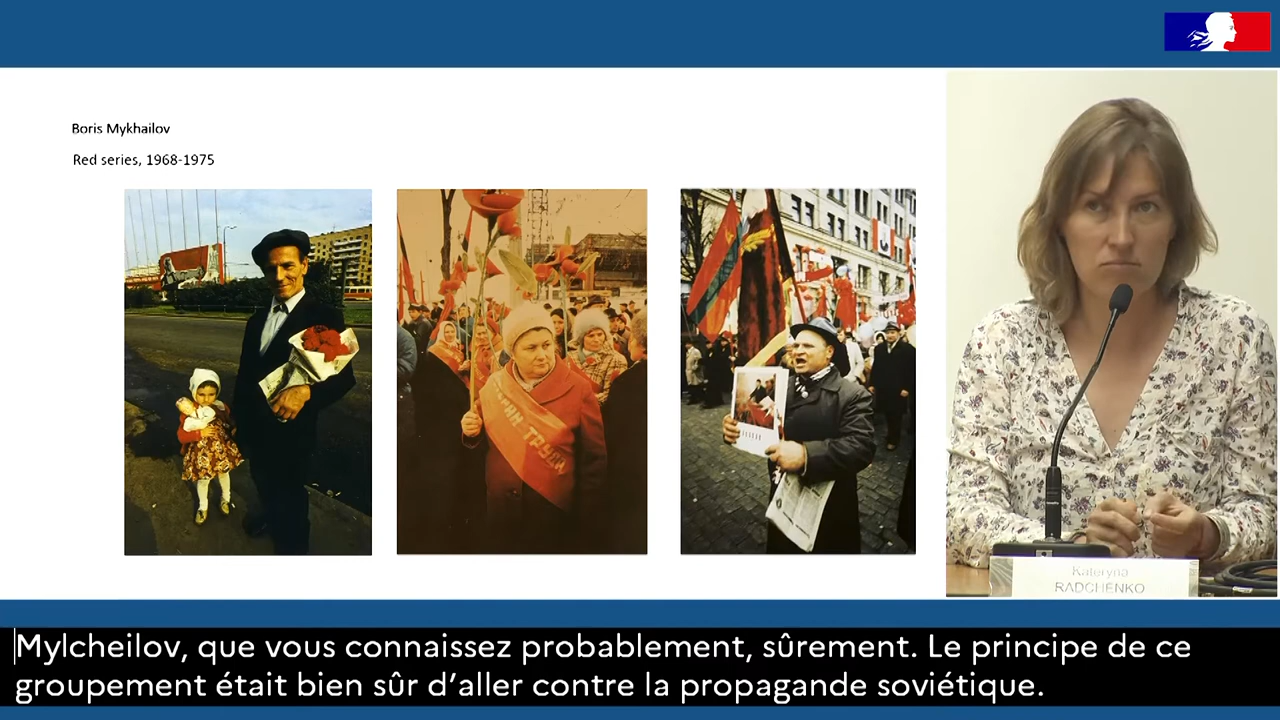 Boris Mykhailov
Red series, 1968-1975
ТРУДА
Kateryna
RADCHENKO
Mylcheilov, que vous connaissez probablement, sûrement. Le principe de ce
groupement était bien sûr d’aller contre la propagande soviétique.